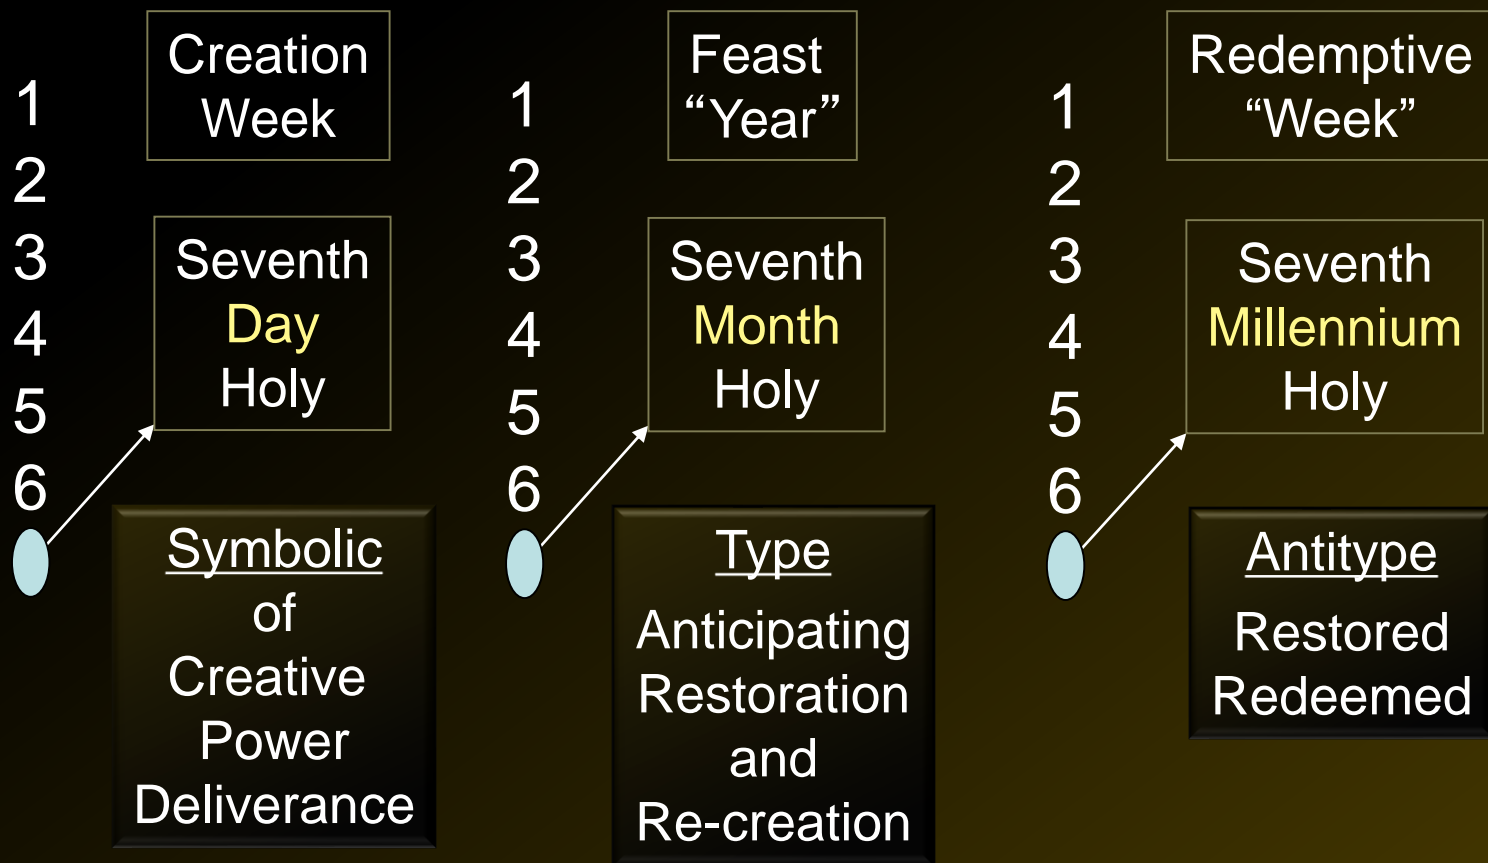 1
2
3
4
5
6
Creation
Week
Seventh
Day
Holy
Symbolic
of
Creative
Power
Deliverance
1
2
3
4
5
6
Feast
“Year”
Seventh
Month
Holy
Type
Anticipating
Restoration
and
Re-creation
1
2
3
4
5
6
Redemptive
“Week”
Seventh
Millennium
Holy
Antitype
Restored
Redeemed